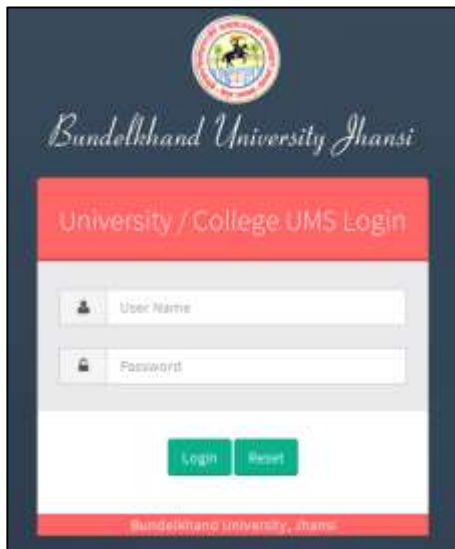 Bundelkhand University Jhansi
University / College UMS Login
User Name
Password
Login Reset
Bundelkhand University, Jhansi